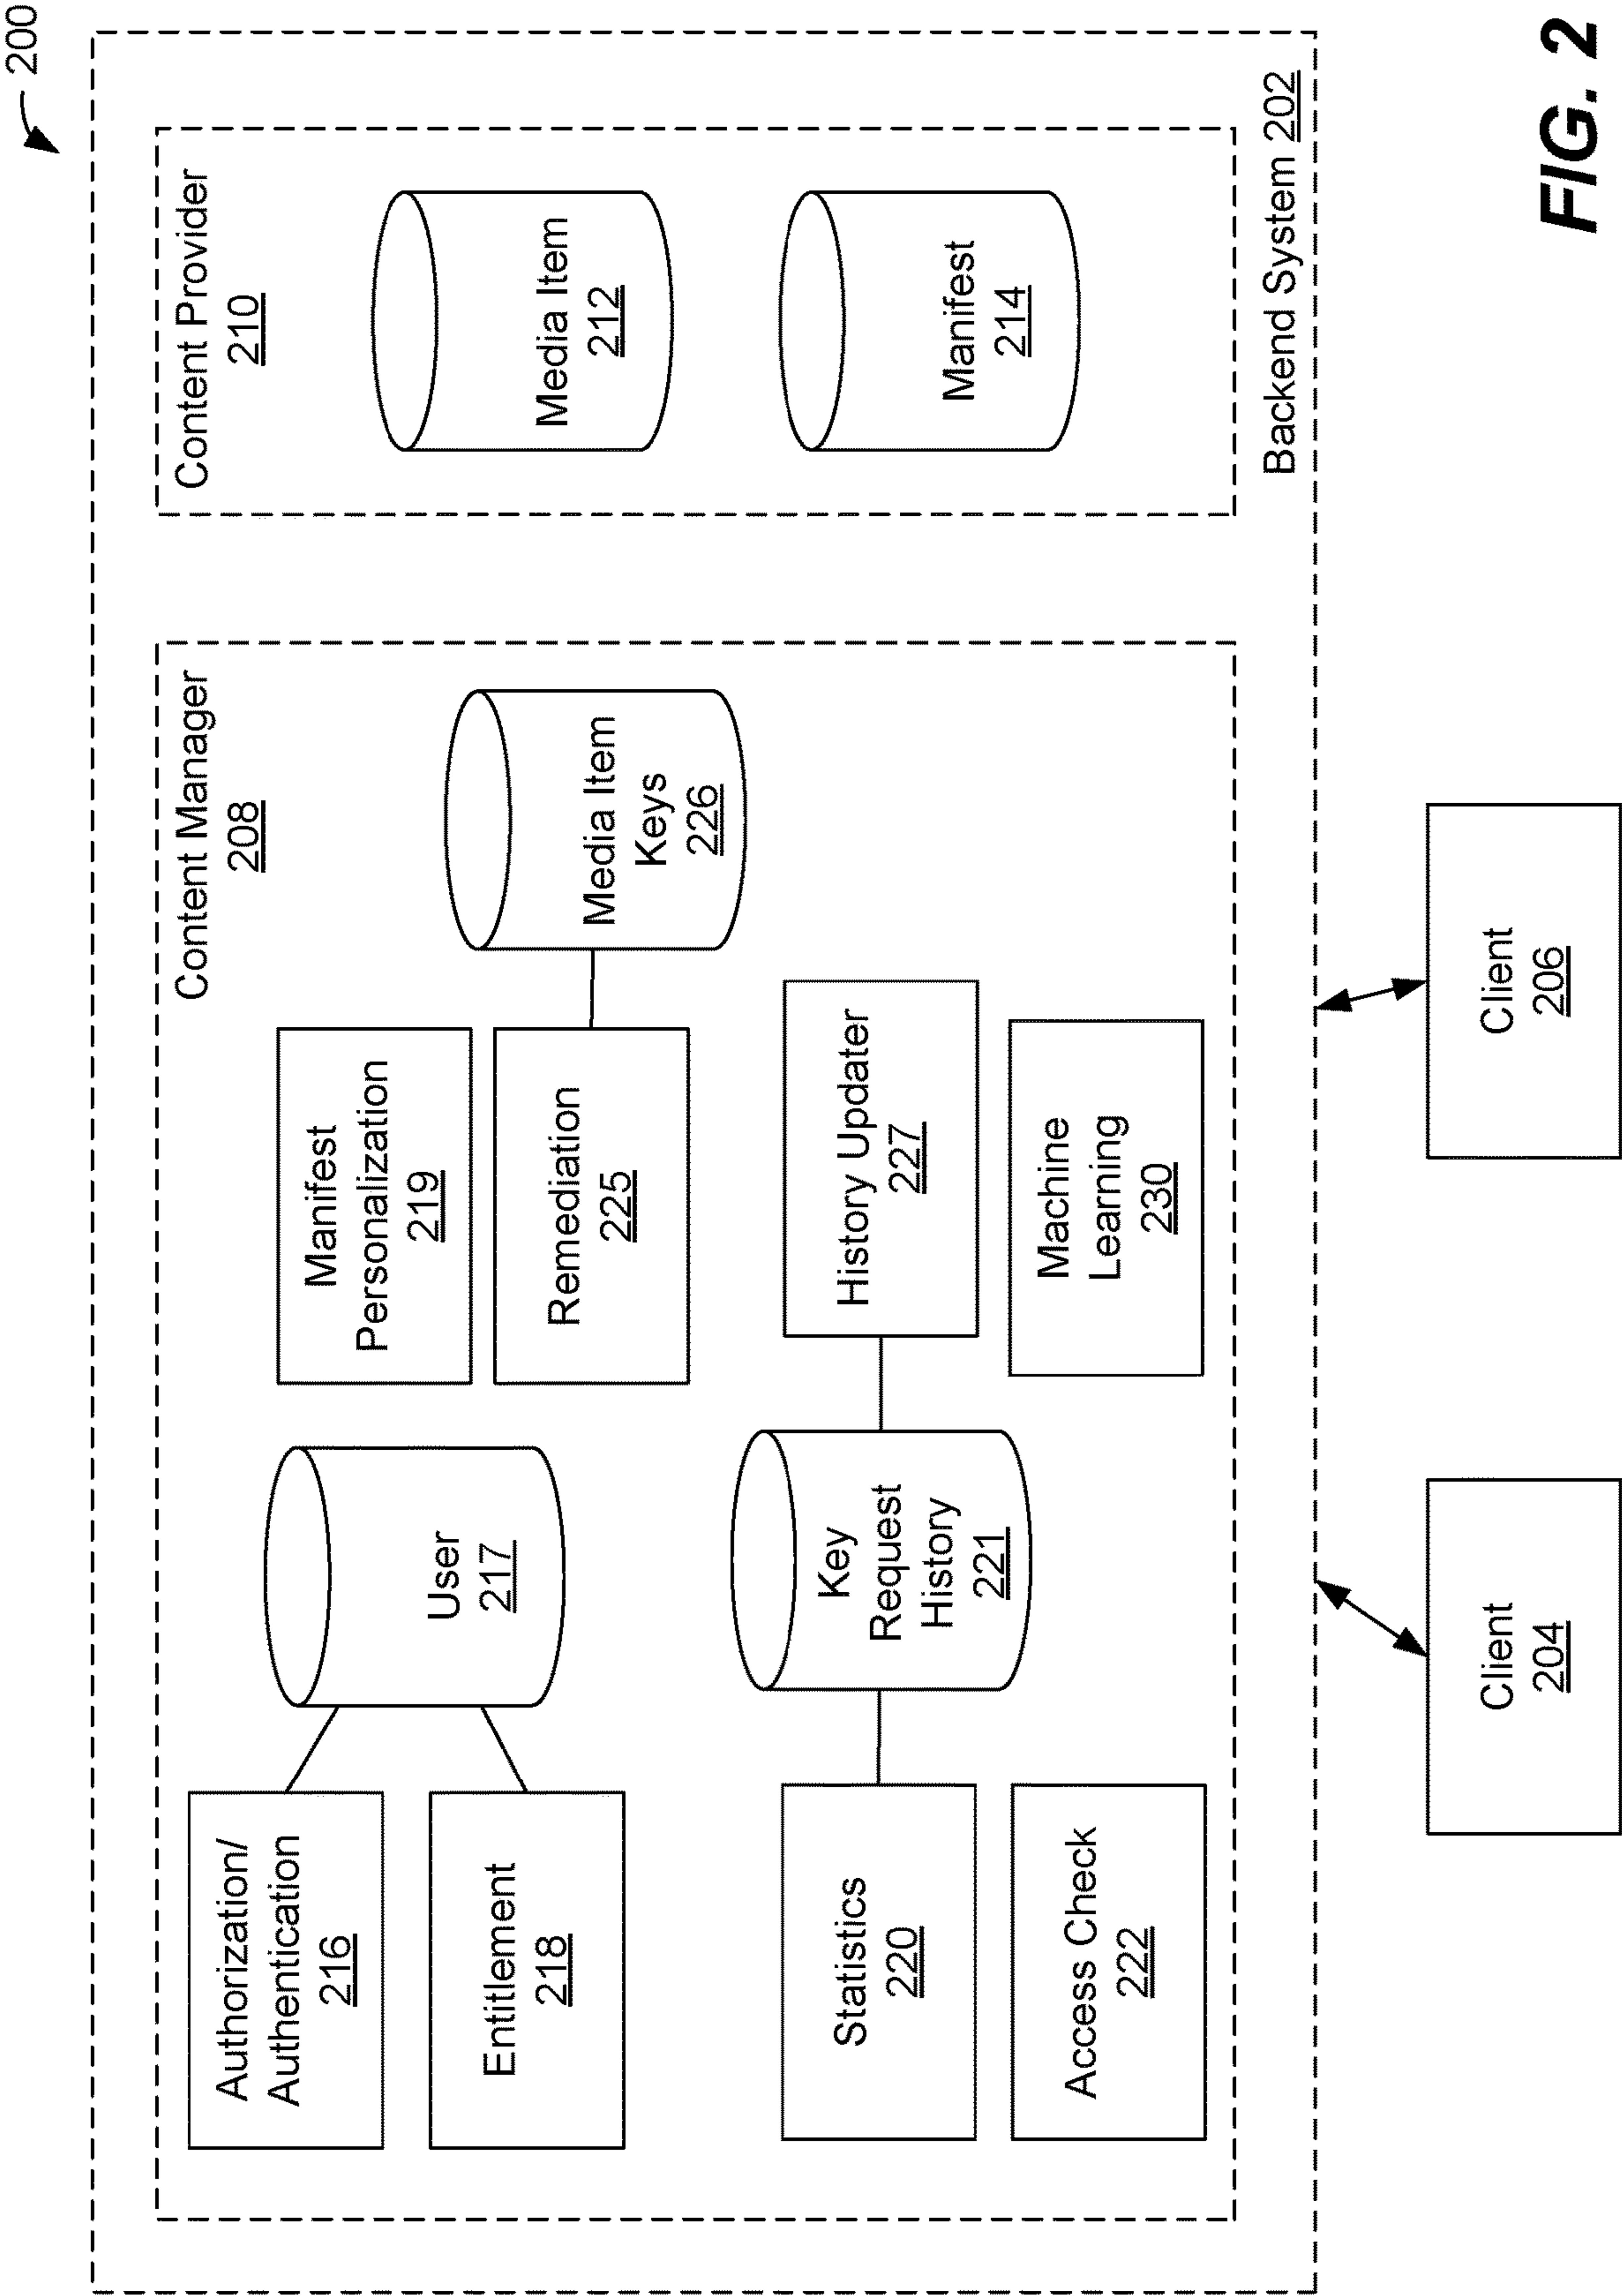 200
Content Manager
208
Authorization/
Authentication
216
User
217
Manifest
Personalization
219
Entitlement
218
Remediation
225
Media Item
Keys
226
Statistics
220
Key
Request
History
221
History Updater
227
Access Check
222
Machine
Learning
230
Content Provider
210
Media Item
212
Manifest
214
Backend System 202
Client
204
Client
206
FIG. 2